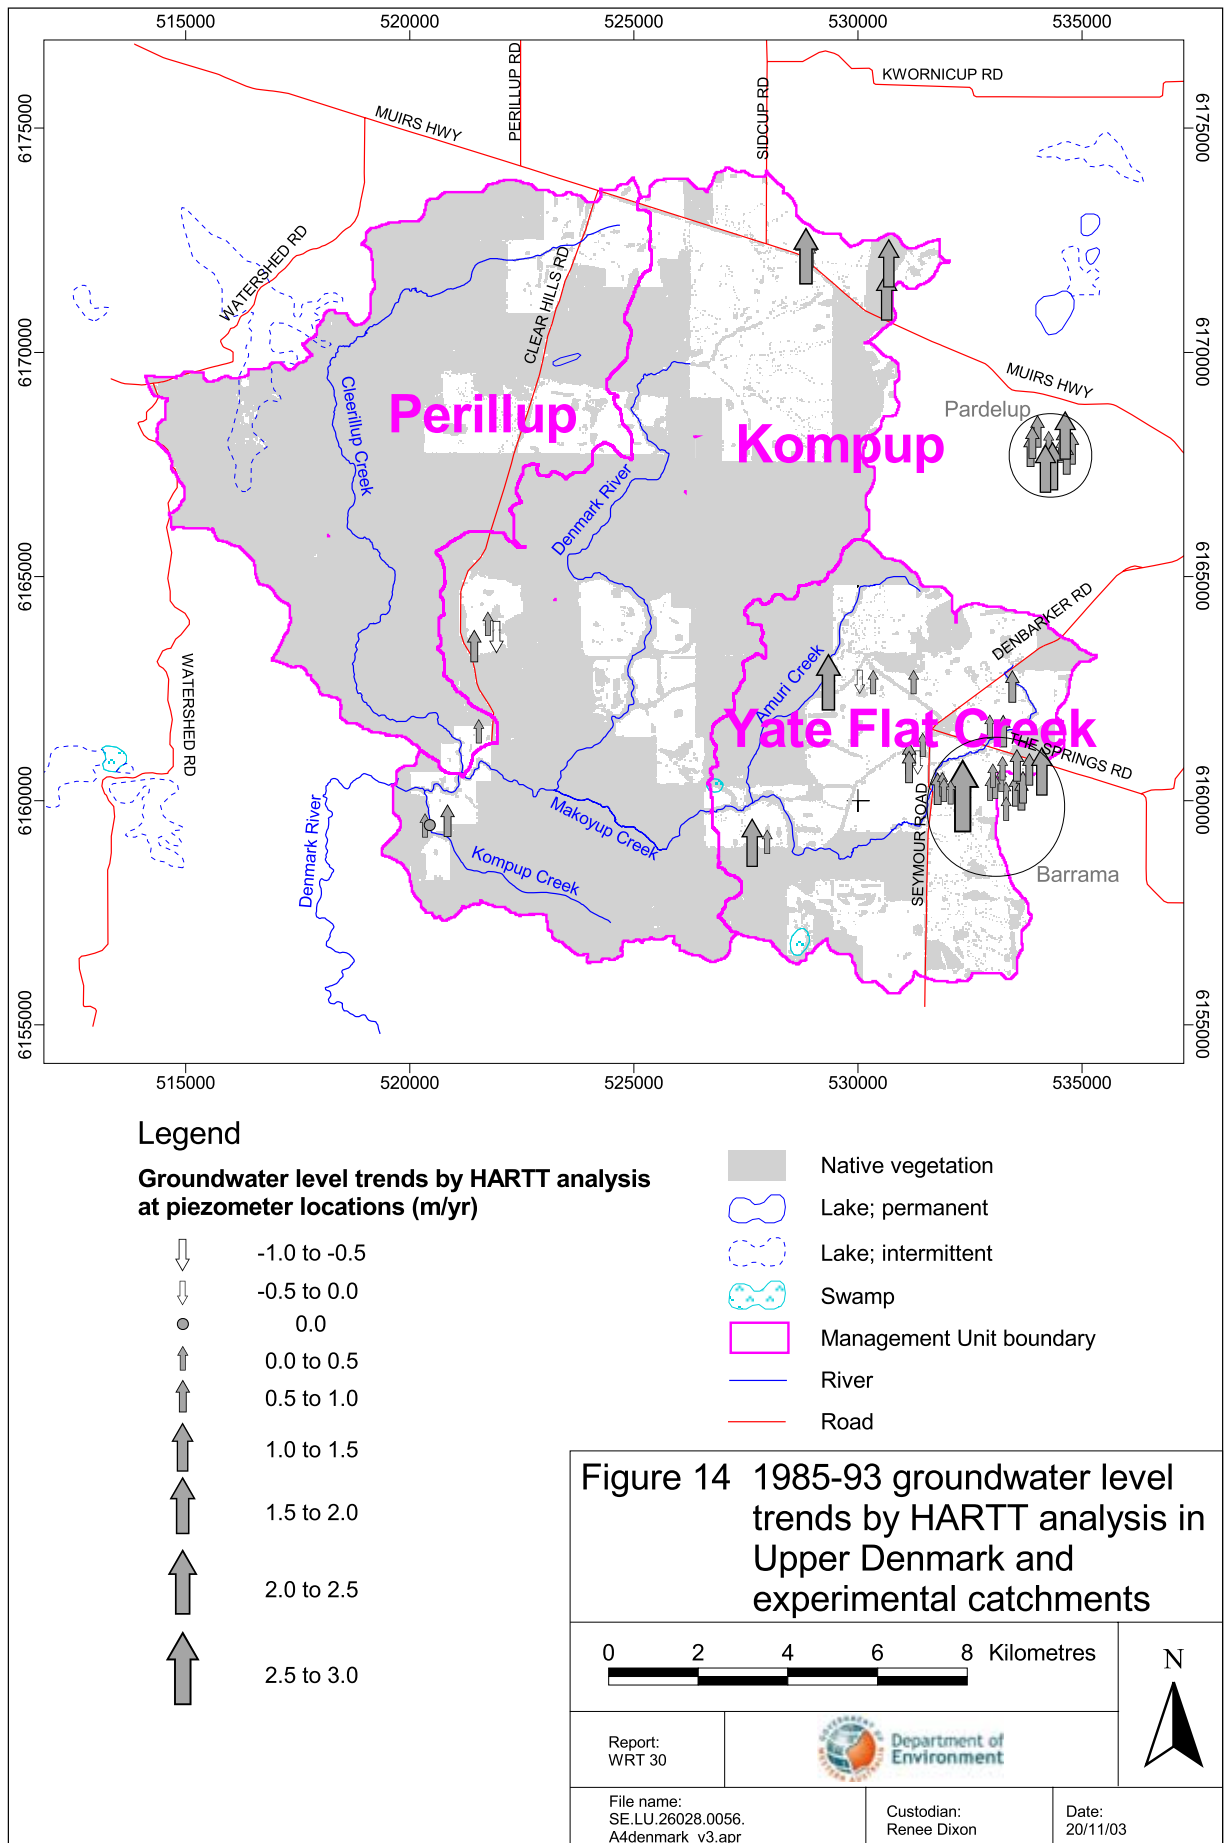 515000 520000 525000 530000 535000
6175000
6170000
6165000
6160000
6155000
6175000
6170000
6165000
6160000
6155000
MUIRS HWY
PERILLUP RD
SIDCUP RD
KWORNICUP RD
WATERSHED RD
CLEAR HILLS RD
MUIRS HWY
Pardelup
Perillup
Kompup
Cleerillup Creek
Denmark River
DENBARKER RD
Amuri Creek
Yate Flat Creek
THE SPRINGS RD
WATERSHED RD
SEYMOUR ROAD
Makoyup Creek
Denmark River
Kompup Creek
Barrama
515000 520000 525000 530000 535000
Legend
Groundwater level trends by HARTT analysis
at piezometer locations (m/yr)
-1.0 to -0.5
-0.5 to 0.0
0.0
0.0 to 0.5
0.5 to 1.0
1.0 to 1.5
1.5 to 2.0
2.0 to 2.5
2.5 to 3.0
Native vegetation
Lake; permanent
Lake; intermittent
Swamp
Management Unit boundary
River
Road
Figure 14 1985-93 groundwater level
trends by HARTT analysis in
Upper Denmark and
experimental catchments
0 2 4 6 8 Kilometres
N
Report:
WRT 30
GOVERNMENT OF
WESTERN AUSTRALIA
Department of
Environment
File name:
SE.LU.26028.0056.
A4denmark_v3.apr
Custodian:
Renee Dixon
Date:
20/11/03